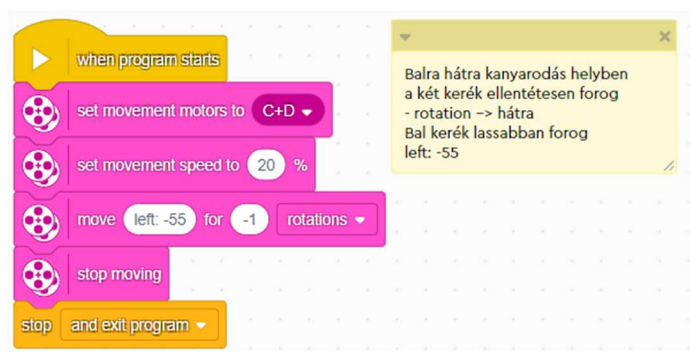 when program starts
set movement motors to C+D
set movement speed to 20 %
move left: -55 for -1 rotations
stop moving
stop and exit program
Balra hátra kanyarodás helyben
a két kerék ellentétesen forog
- rotation –> hátra
Bal kerék lassabban forog
left: -55